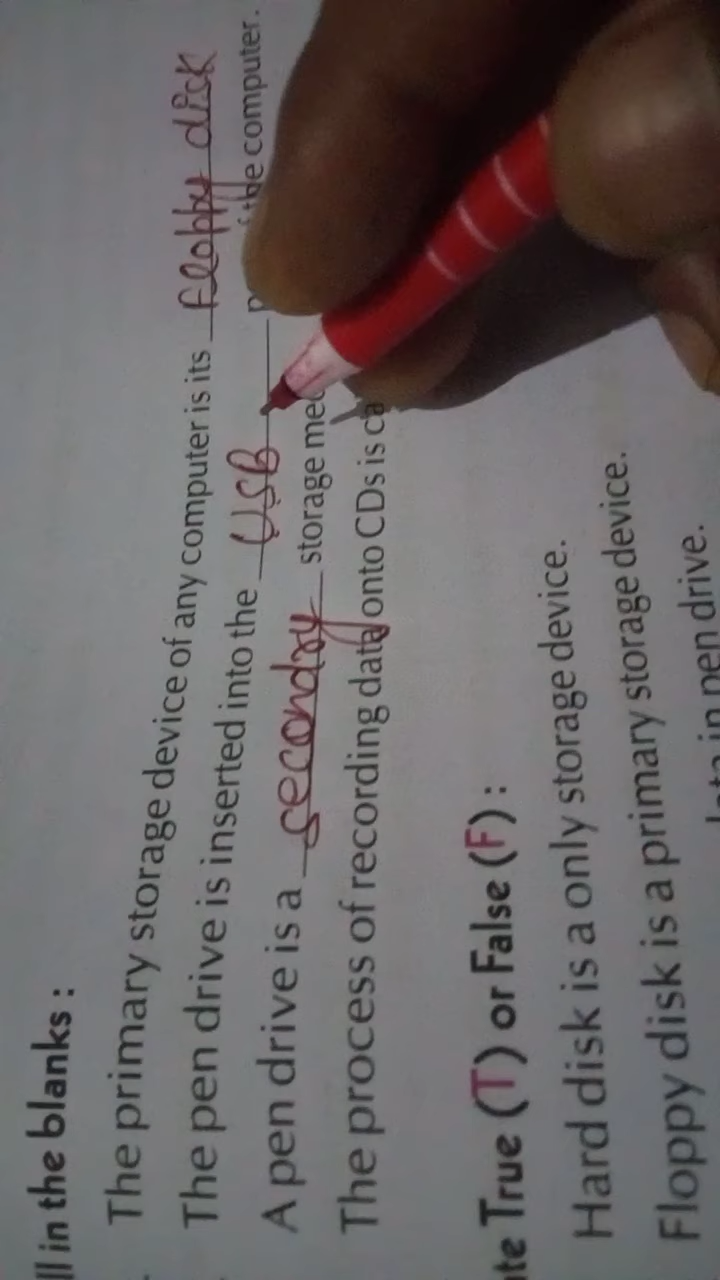 ll in the blanks :
The primary storage device of any computer is its floppy disk
The pen drive is inserted into the USB the computer.
A pen drive is a secondry storage
The process of recording data onto CDs is
te True (T) or False (F) :
Hard disk is a only storage device.
Floppy disk is a primary storage device.
in pen drive.